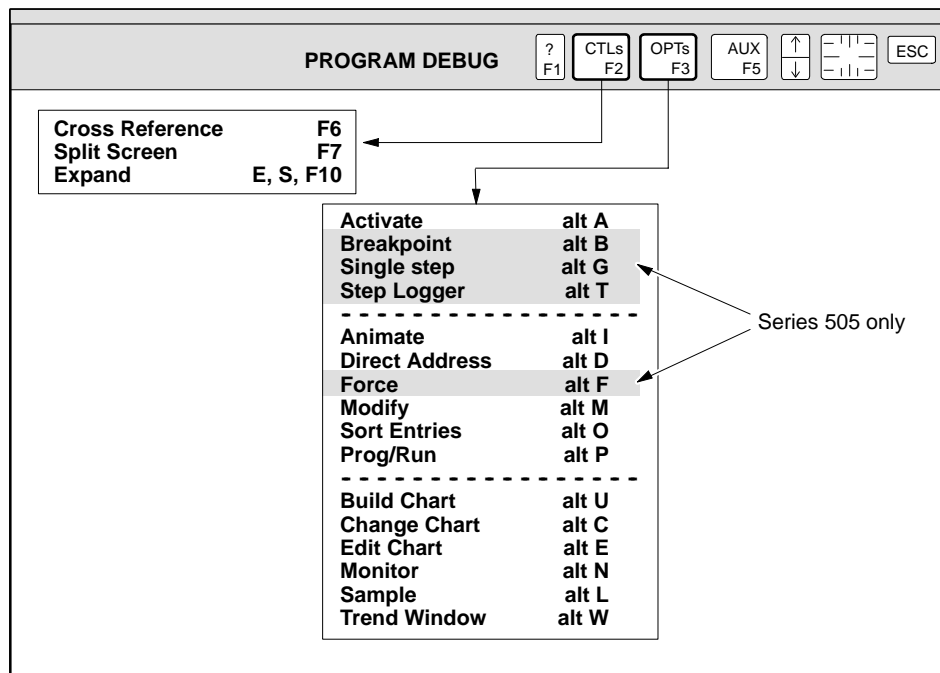 PROGRAM DEBUG
? F1
CTLs F2
OPTs F3
AUX F5
ESC
Cross Reference F6
Split Screen F7
Expand E, S, F10
Activate alt A
Breakpoint alt B
Single step alt G
Step Logger alt T
Animate alt I
Direct Address alt D
Force alt F
Modify alt M
Sort Entries alt O
Prog/Run alt P
Build Chart alt U
Change Chart alt C
Edit Chart alt E
Monitor alt N
Sample alt L
Trend Window alt W
Series 505 only